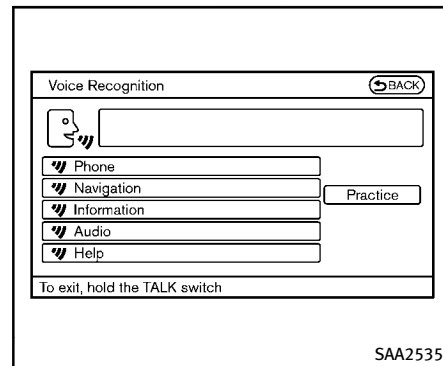 Voice Recognition
BACK
Phone
Navigation
Practice
Information
Audio
Help
To exit, hold the TALK switch
SAA2535